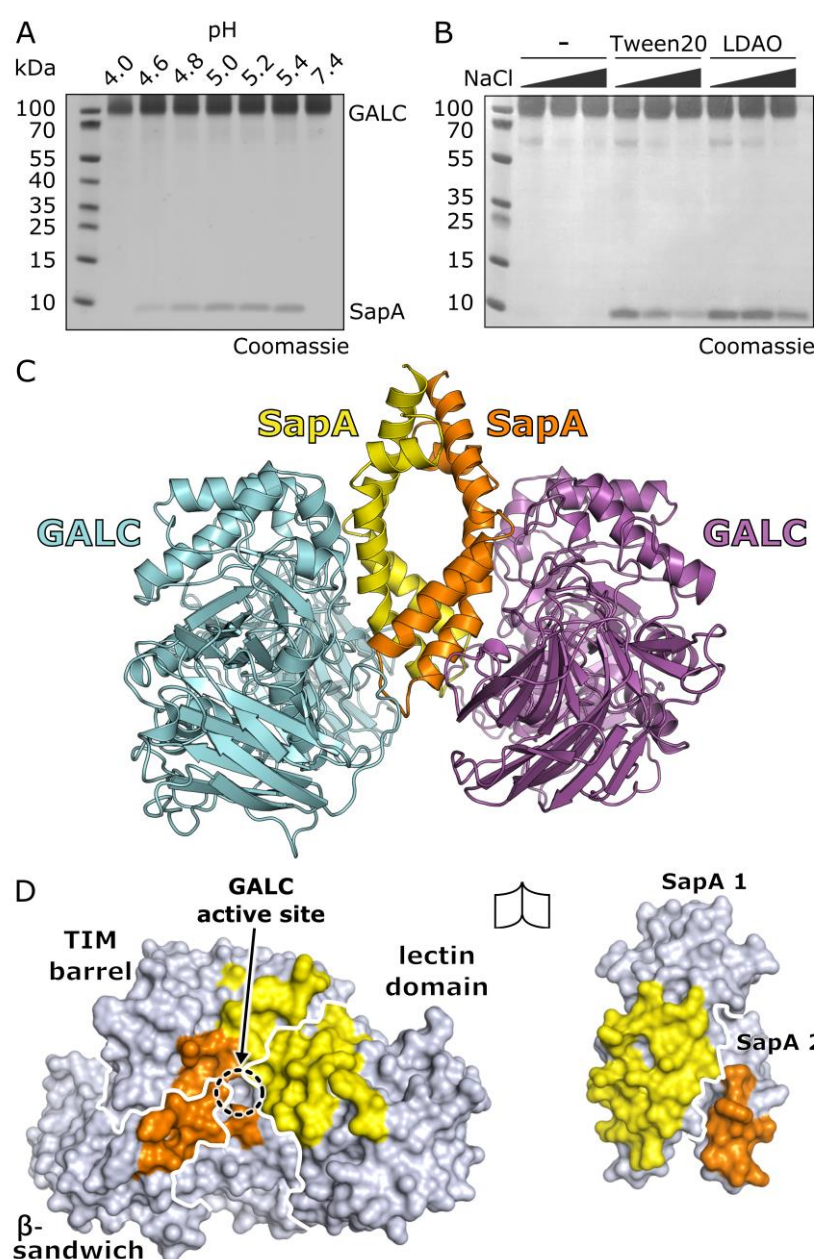 A
pH
kDa
4.0 4.6 4.8 5.0 5.2 5.4 7.4
100
70
55
40
35
25
15
10
GALC
SapA
Coomassie
B
- Tween20 LDAO
NaCl
100
70
55
35
25
15
10
Coomassie
C
SapA SapA
GALC GALC
D
GALC
active site
TIM
barrel
lectin
domain
β-
sandwich
SapA 1
SapA 2